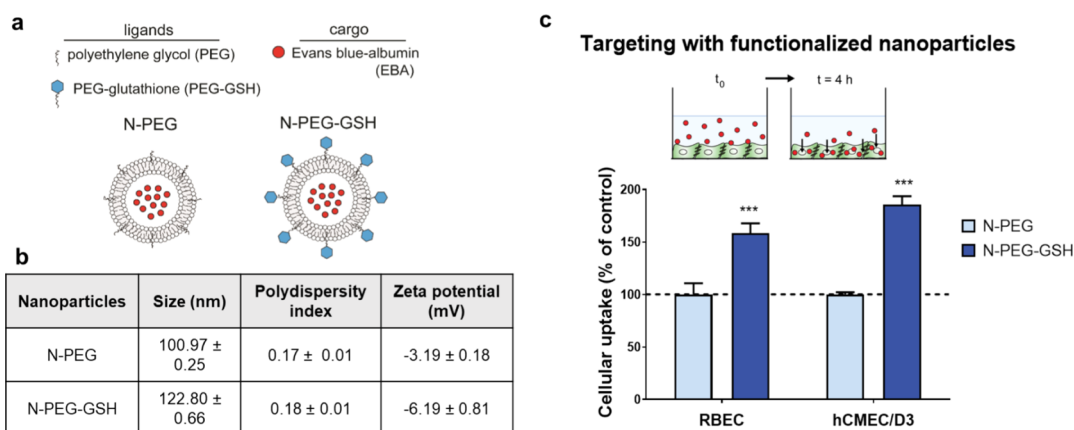 a
ligands
cargo
polyethylene glycol (PEG)
Evans blue-albumin
(EBA)
PEG-glutathione (PEG-GSH)
N-PEG
N-PEG-GSH
b
Nanoparticles
Size (nm)
Polydispersity
index
Zeta potential
(mV)
N-PEG
100.97 ±
0.25
0.17 ± 0.01
-3.19 ± 0.18
N-PEG-GSH
122.80 ±
0.66
0.18 ± 0.01
-6.19 ± 0.81
c
Targeting with functionalized nanoparticles
t0
t = 4 h
Cellular uptake (% of control)
200
150
100
50
0
***
***
RBEC
hCMEC/D3
N-PEG
N-PEG-GSH